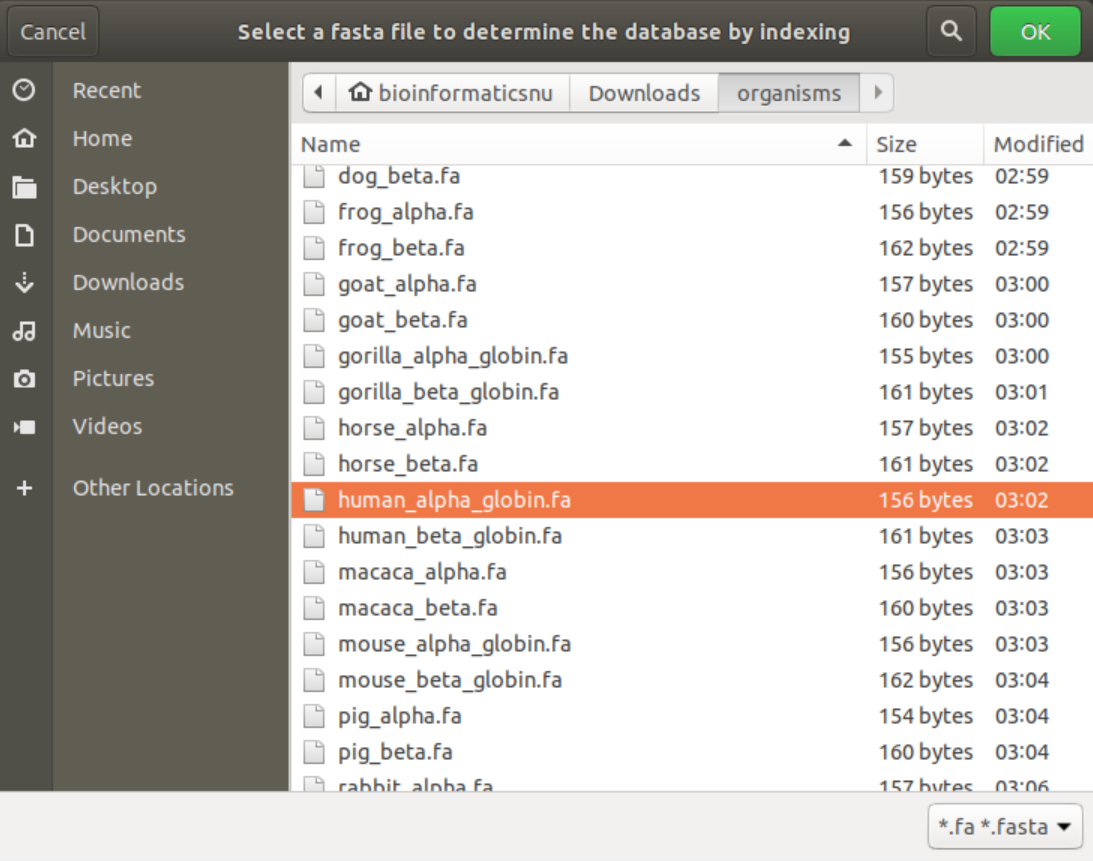 Cancel Select a fasta file to determine the database by indexing OK
Recent
Home
Desktop
Documents
Downloads
Music
Pictures
Videos
Other Locations
bioinformaticsnu Downloads organisms
Name Size Modified
dog_beta.fa 159 bytes 02:59
frog_alpha.fa 156 bytes 02:59
frog_beta.fa 162 bytes 02:59
goat_alpha.fa 157 bytes 03:00
goat_beta.fa 160 bytes 03:00
gorilla_alpha_globin.fa 155 bytes 03:00
gorilla_beta_globin.fa 161 bytes 03:01
horse_alpha.fa 157 bytes 03:02
horse_beta.fa 161 bytes 03:02
human_alpha_globin.fa 156 bytes 03:02
human_beta_globin.fa 161 bytes 03:03
macaca_alpha.fa 156 bytes 03:03
macaca_beta.fa 160 bytes 03:03
mouse_alpha_globin.fa 156 bytes 03:03
mouse_beta_globin.fa 162 bytes 03:04
pig_alpha.fa 154 bytes 03:04
pig_beta.fa 160 bytes 03:04
rabbit_alpha.fa 157 bytes 03:06
*.fa *.fasta